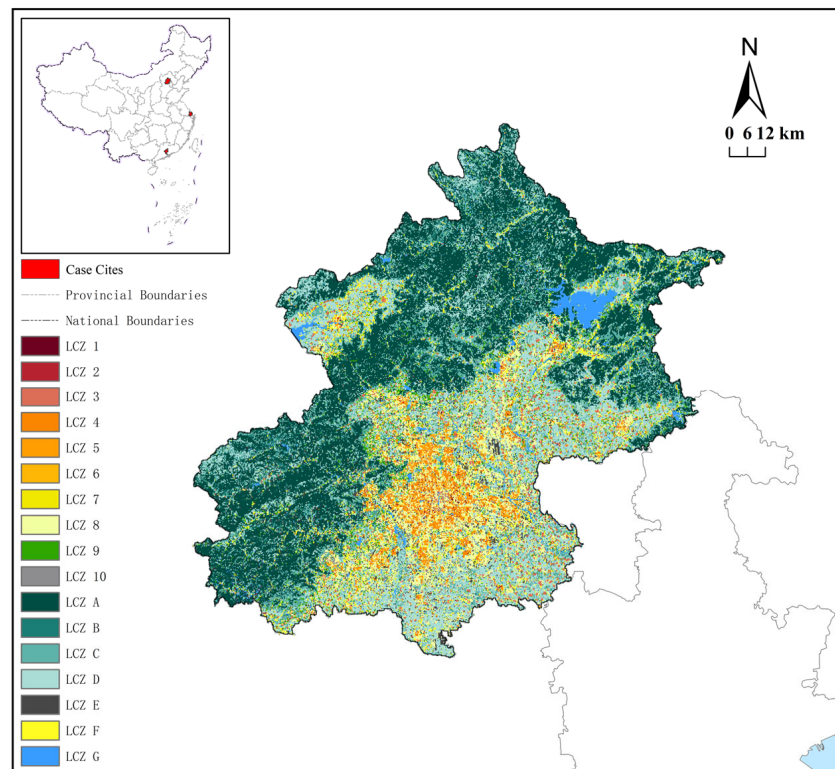 N
0 6 12 km
Case Cites
Provincial Boundaries
National Boundaries
LCZ 1
LCZ 2
LCZ 3
LCZ 4
LCZ 5
LCZ 6
LCZ 7
LCZ 8
LCZ 9
LCZ 10
LCZ A
LCZ B
LCZ C
LCZ D
LCZ E
LCZ F
LCZ G